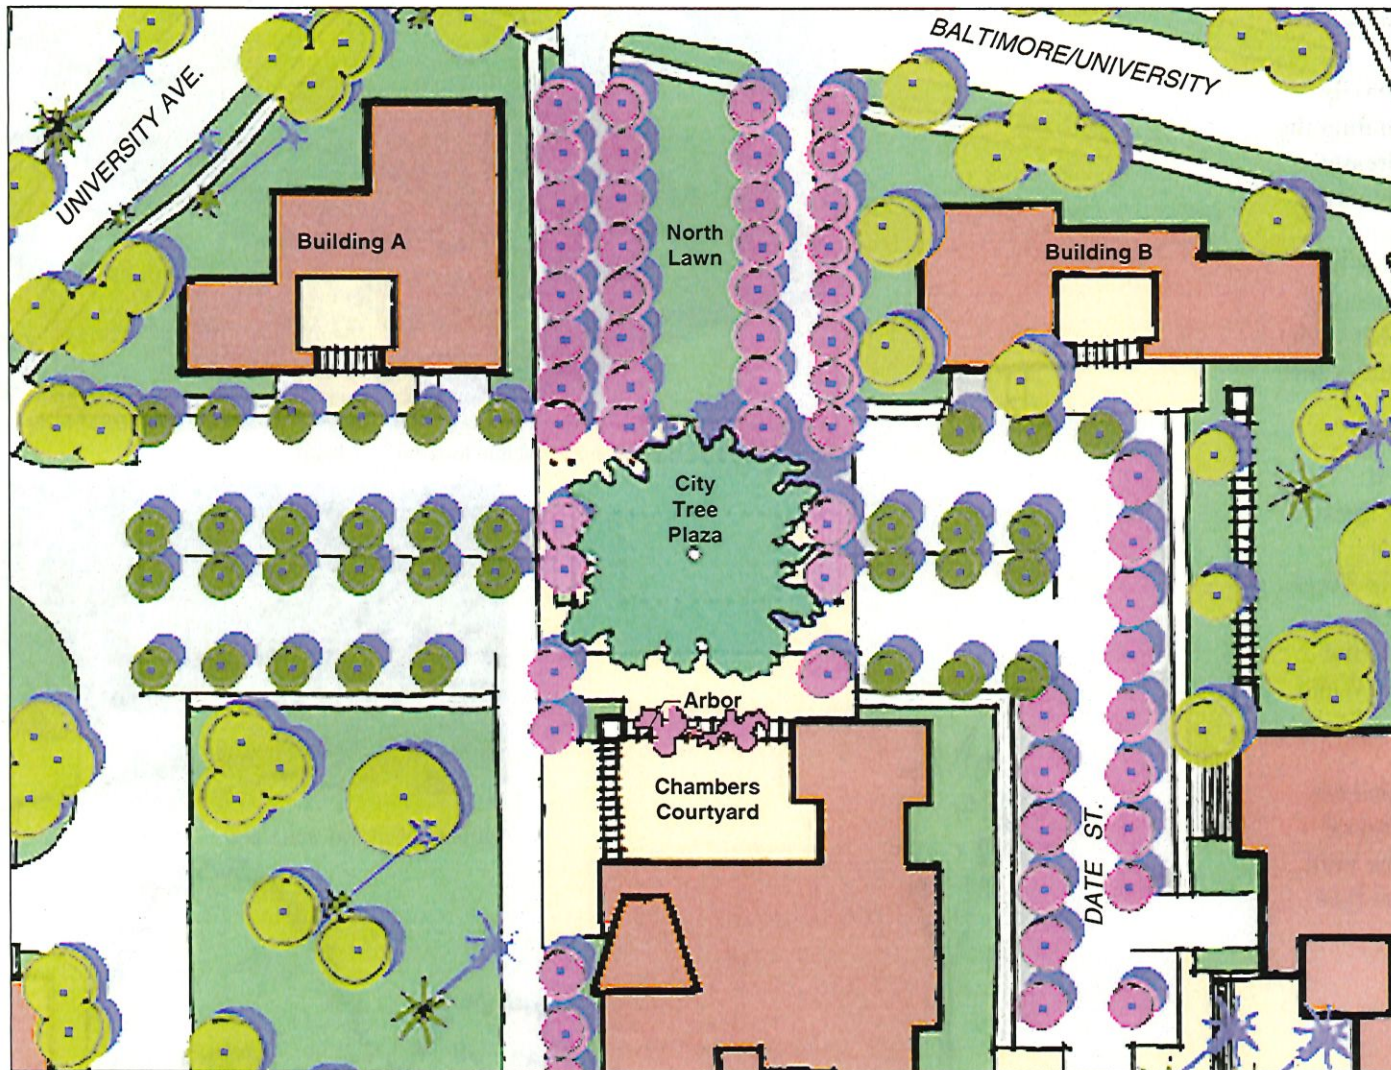 UNIVERSITY AVE.
BALTIMORE/UNIVERSITY
Building A
North
Lawn
Building B
City
Tree
Plaza
Arbor
Chambers
Courtyard
DATE ST.